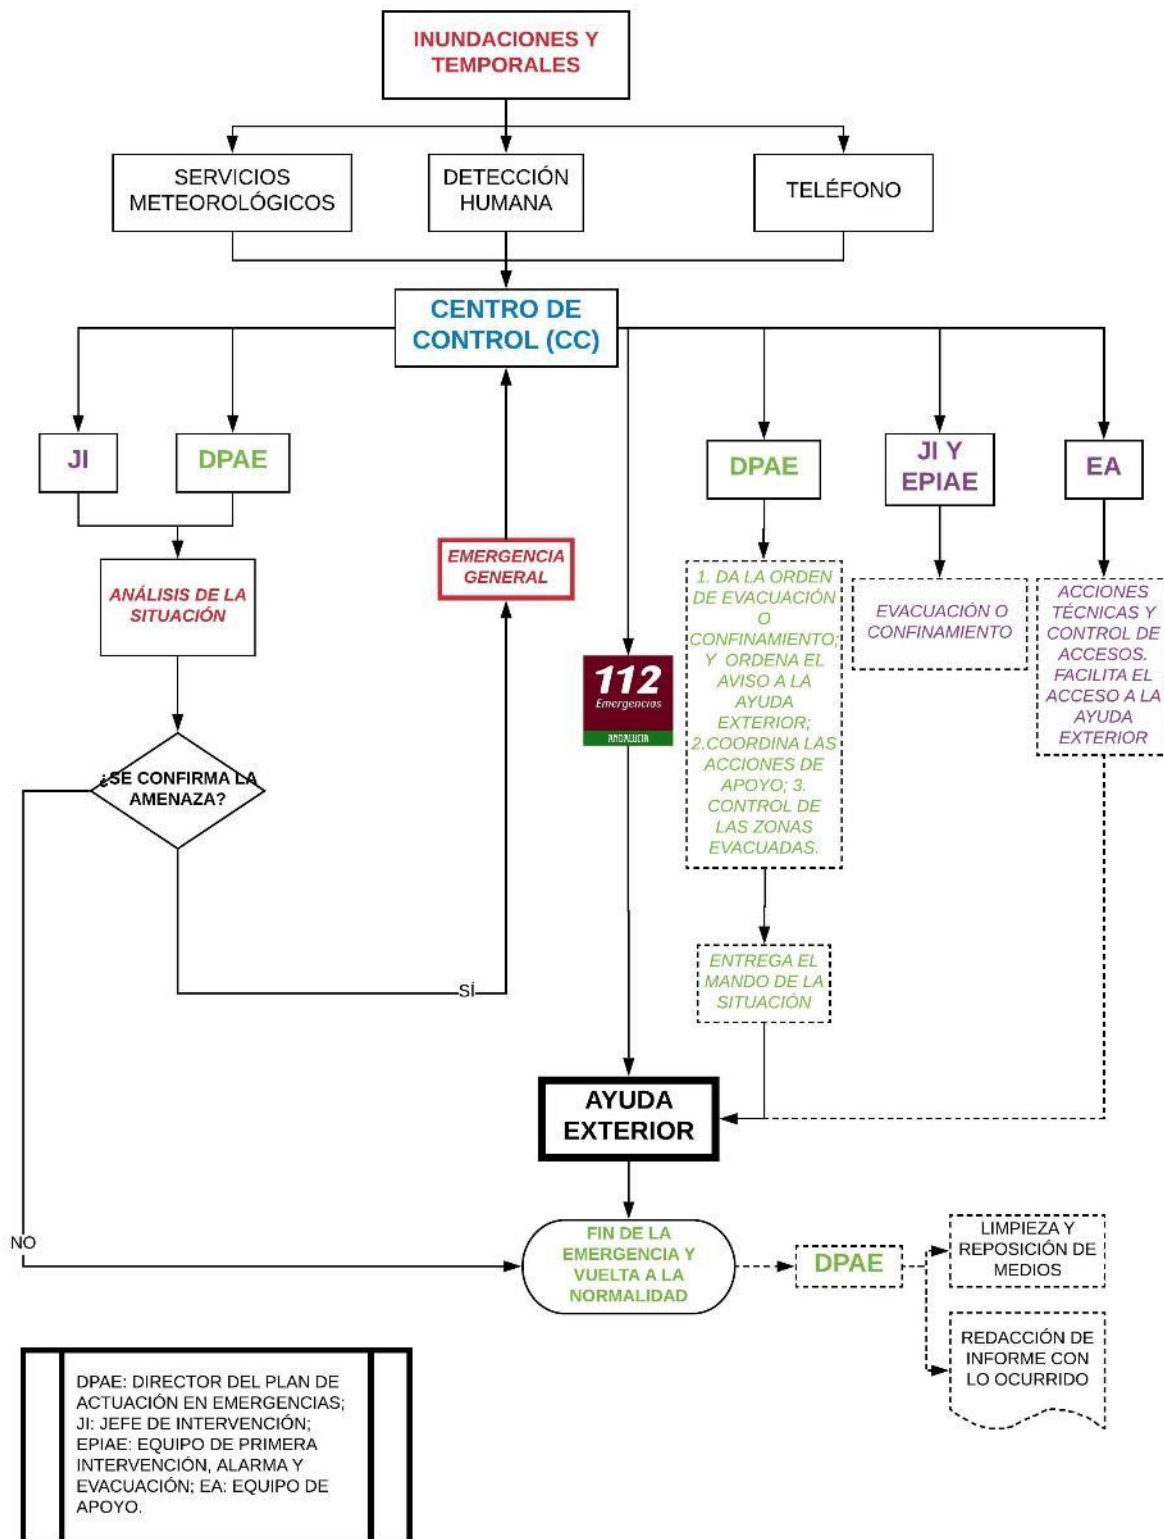 INUNDACIONES Y
TEMPORALES
SERVICIOS
METEOROLÓGICOS
DETECCIÓN
HUMANA
TELÉFONO
CENTRO DE
CONTROL (CC)
JI
DPAE
DPAE
JI Y
EPIAE
EA
ANÁLISIS DE LA
SITUACIÓN
EMERGENCIA
GENERAL
112
Emergencias
ANDALUCIA
1. DA LA ORDEN
DE EVACUACIÓN
O
CONFINAMIENTO;
Y ORDENA EL
AVISO A LA
AYUDA
EXTERIOR;
2.COORDINA LAS
ACCIONES DE
APOYO; 3.
CONTROL DE
LAS ZONAS
EVACUADAS.
EVACUACIÓN O
CONFINAMIENTO
ACCIONES
TÉCNICAS Y
CONTROL DE
ACCESOS.
FACILITA EL
ACCESO A LA
AYUDA
EXTERIOR
¿SE CONFIRMA LA
AMENAZA?
SÍ
ENTREGA EL
MANDO DE LA
SITUACIÓN
AYUDA
EXTERIOR
NO
FIN DE LA
EMERGENCIA Y
VUELTA A LA
NORMALIDAD
DPAE
LIMPIEZA Y
REPOSICIÓN DE
MEDIOS
REDACCIÓN DE
INFORME CON
LO OCURRIDO
DPAE: DIRECTOR DEL PLAN DE
ACTUACIÓN EN EMERGENCIAS;
JI: JEFE DE INTERVENCIÓN;
EPIAE: EQUIPO DE PRIMERA
INTERVENCIÓN, ALARMA Y
EVACUACIÓN; EA: EQUIPO DE
APOYO.